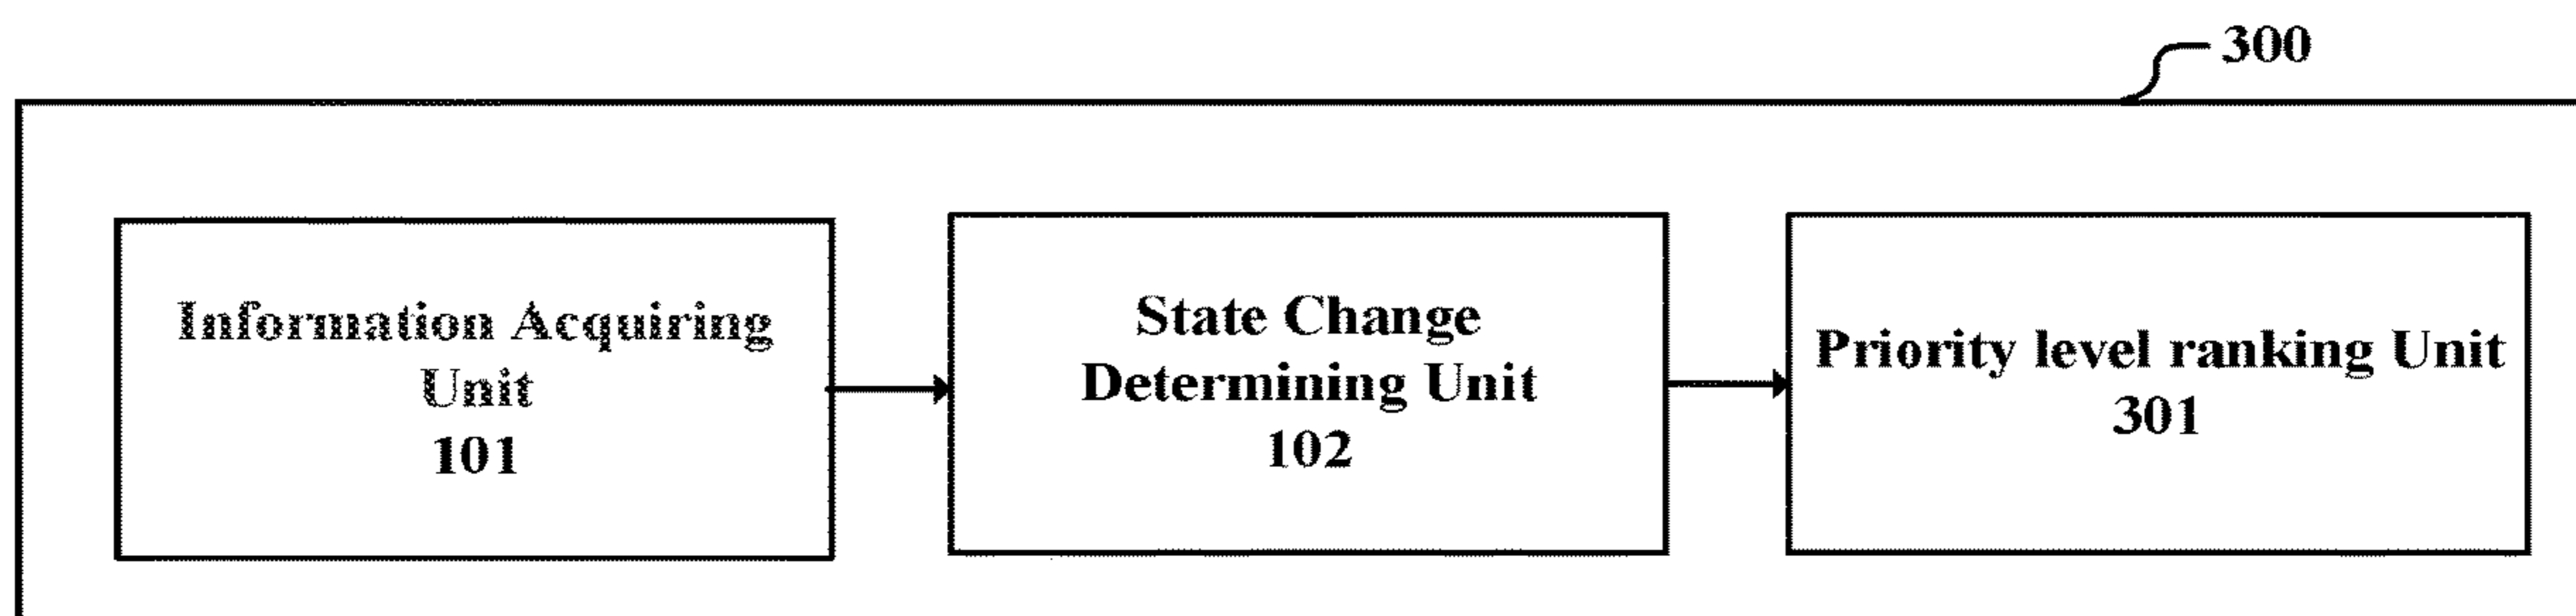 300
Information Acquiring
Unit
101
State Change
Determining Unit
102
Priority level ranking Unit
301